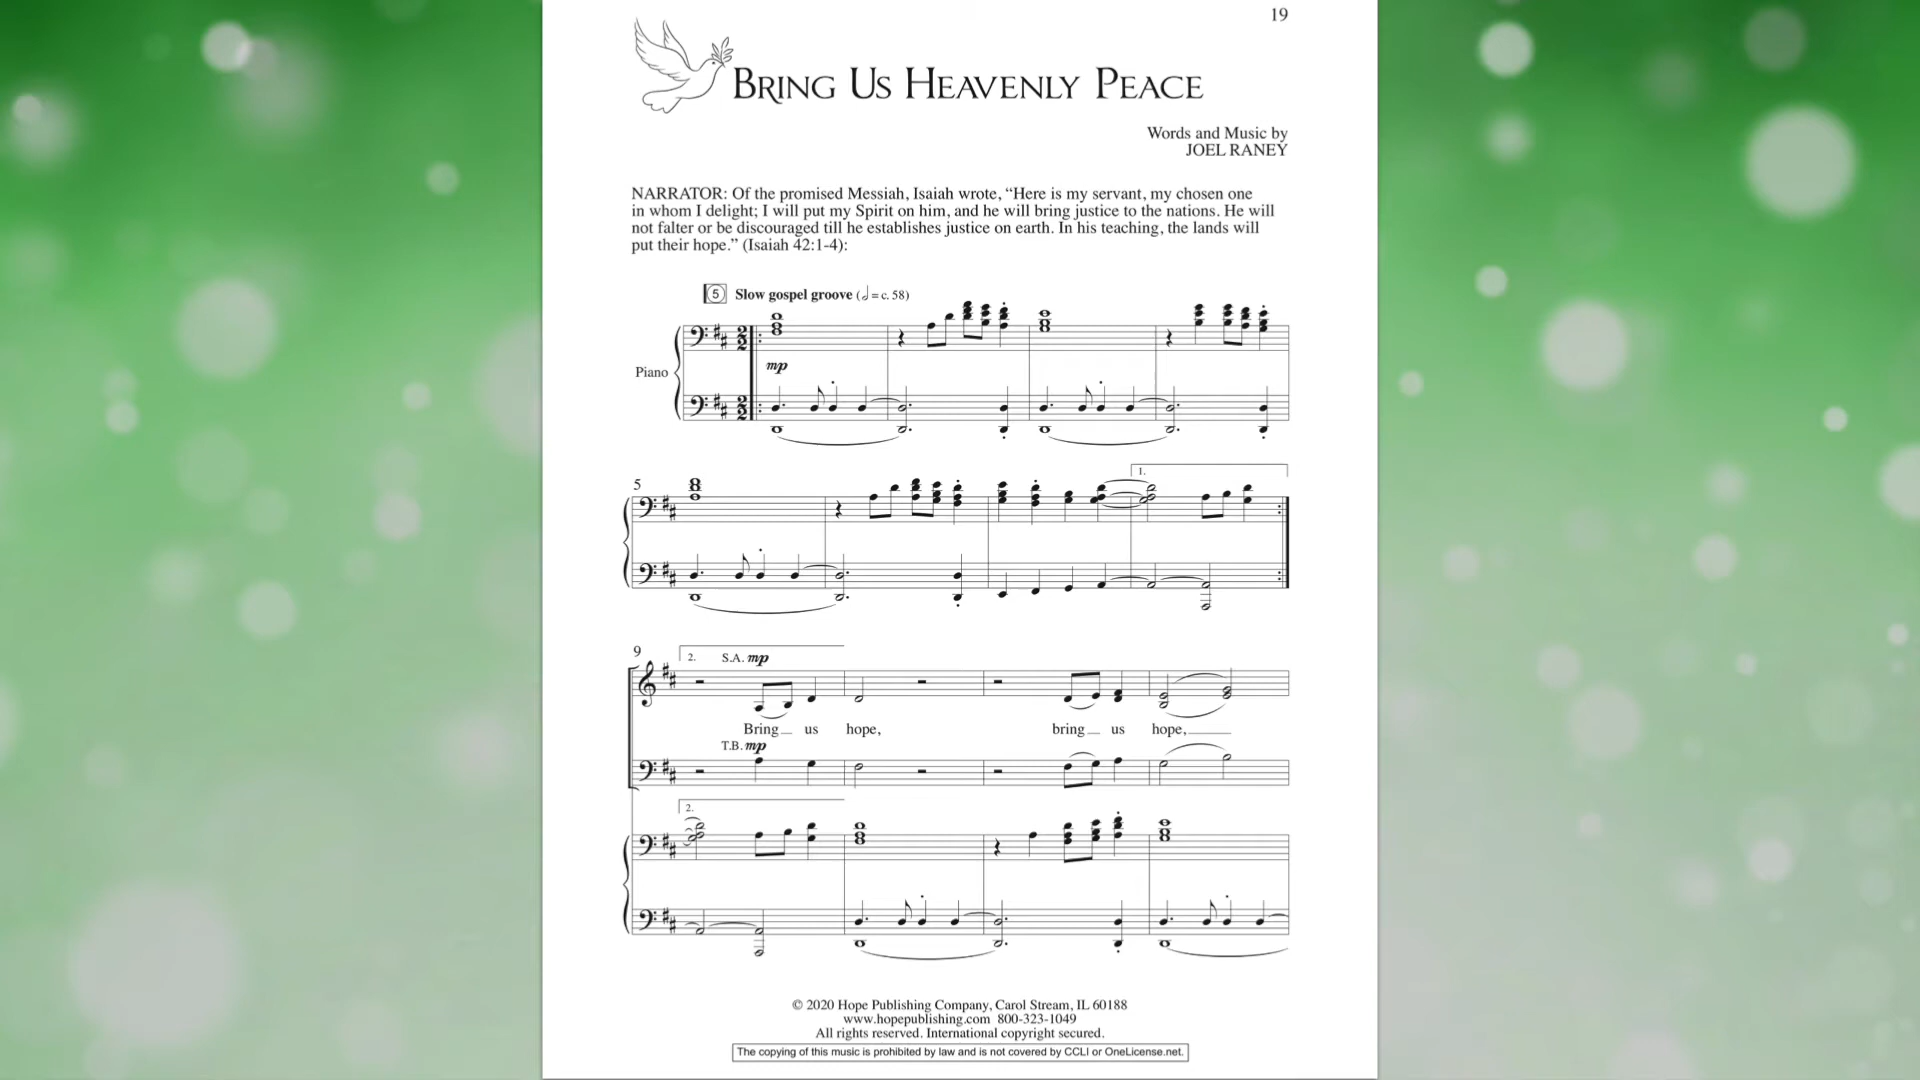 19
BRING US HEAVENLY PEACE
Words and Music by
JOEL RANEY
NARRATOR: Of the promised Messiah, Isaiah wrote, “Here is my servant, my chosen one
in whom I delight; I will put my Spirit on him, and he will bring justice to the nations. He will
not falter or be discouraged till he establishes justice on earth. In his teaching, the lands will
put their hope.” (Isaiah 42:1-4):
5 Slow gospel groove (𝅗𝅥 = c. 58)
Piano
mp
5
1.
9
2. S.A. mp
Bring us hope, bring us hope,
T.B. mp
2.
© 2020 Hope Publishing Company, Carol Stream, IL 60188
www.hopepublishing.com 800-323-1049
All rights reserved. International copyright secured.
The copying of this music is prohibited by law and is not covered by CCLI or OneLicense.net.